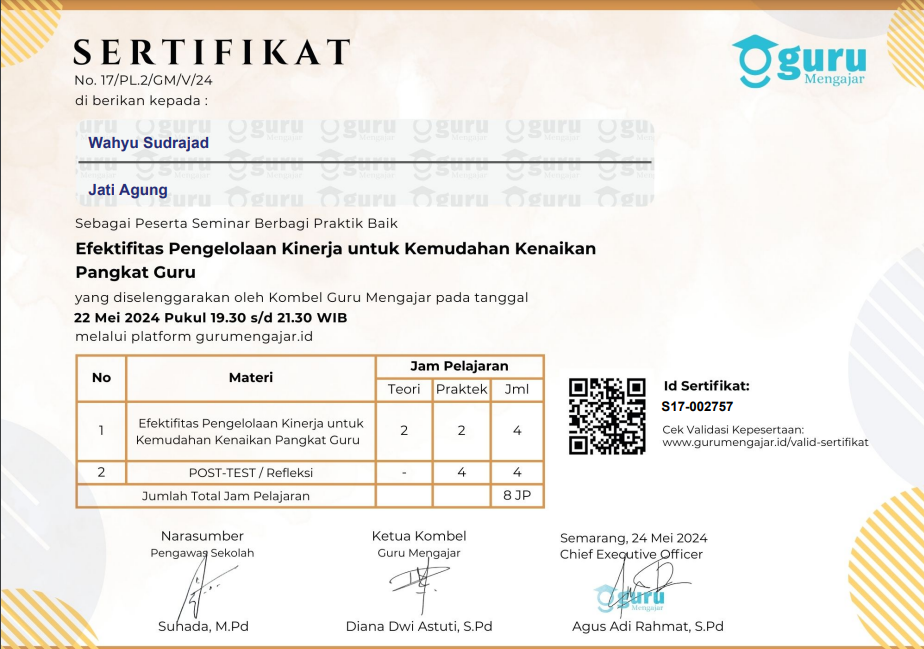 SERTIFIKAT
No. 17/PL.2/GM/V/24
di berikan kepada :
guru
Mengajar
Wahyu Sudrajad
Jati Agung
Sebagai Peserta Seminar Berbagi Praktik Baik
Efektifitas Pengelolaan Kinerja untuk Kemudahan Kenaikan
Pangkat Guru
yang diselenggarakan oleh Kombel Guru Mengajar pada tanggal
22 Mei 2024 Pukul 19.30 s/d 21.30 WIB
melalui platform gurumengajar.id
No Materi Jam Pelajaran
Teori Praktek Jml
1 Efektifitas Pengelolaan Kinerja untuk Kemudahan Kenaikan Pangkat Guru 2 2 4
2 POST-TEST / Refleksi - 4 4
Jumlah Total Jam Pelajaran 8 JP
Id Sertifikat:
S17-002757
Cek Validasi Kepesertaan:
www.gurumengajar.id/valid-sertifikat
Narasumber
Pengawas Sekolah
Suhada, M.Pd
Ketua Kombel
Guru Mengajar
Diana Dwi Astuti, S.Pd
Semarang, 24 Mei 2024
Chief Executive Officer
guru
Mengajar
Agus Adi Rahmat, S.Pd